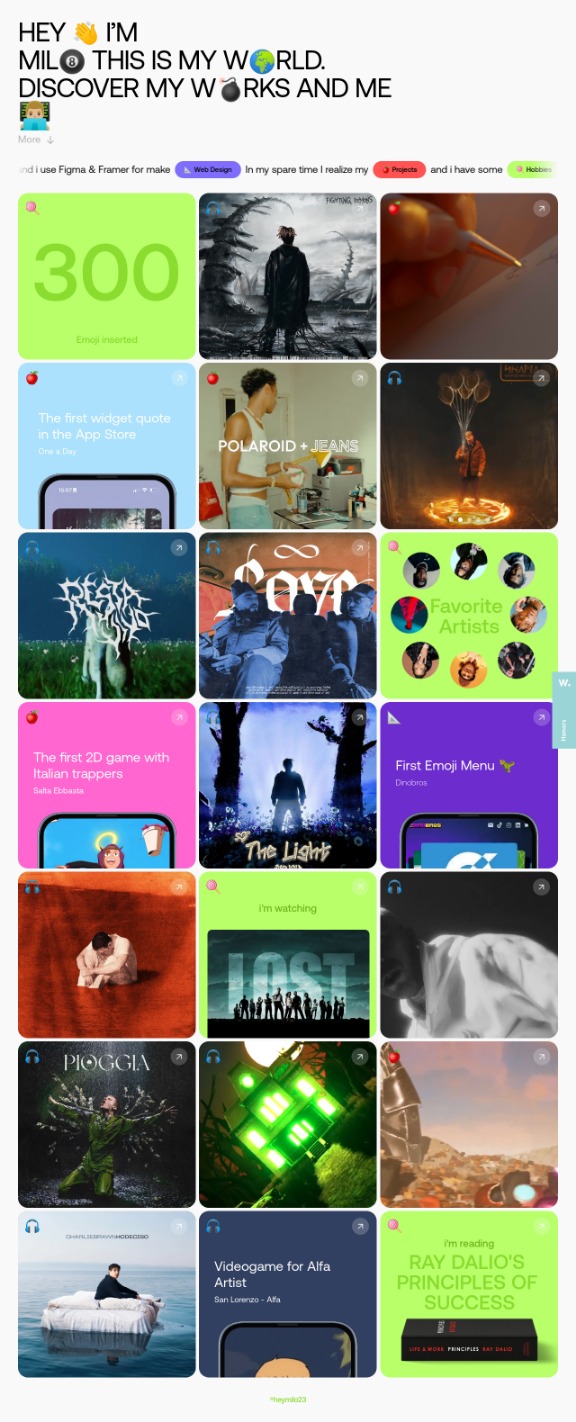 HEY 👋 I'M
MIL🎱 THIS IS MY W🌍RLD.
DISCOVER MY W💣RKS AND ME
👨🏼‍💻
More ↓
nd i use Figma & Framer for make 📐 Web Design In my spare time I realize my Projects and i have some 🍭 Hobbies
300
Emoji inserted
FIGHTING DEMONS
The first widget quote
in the App Store
One a Day
POLAROID + JEANS
Love
Favorite
Artists
The first 2D game with
Italian trappers
Salta Ebbasta
The Light
First Emoji Menu 🦖
Dinobros
i'm watching
LOST
PIOGGIA
CHARLIEBRAWNMODECISO
Videogame for Alfa
Artist
San Lorenzo - Alfa
i'm reading
RAY DALIO'S
PRINCIPLES OF
SUCCESS
LIFE & WORK PRINCIPLES RAY DALIO
W.
Honors
®heymilo23